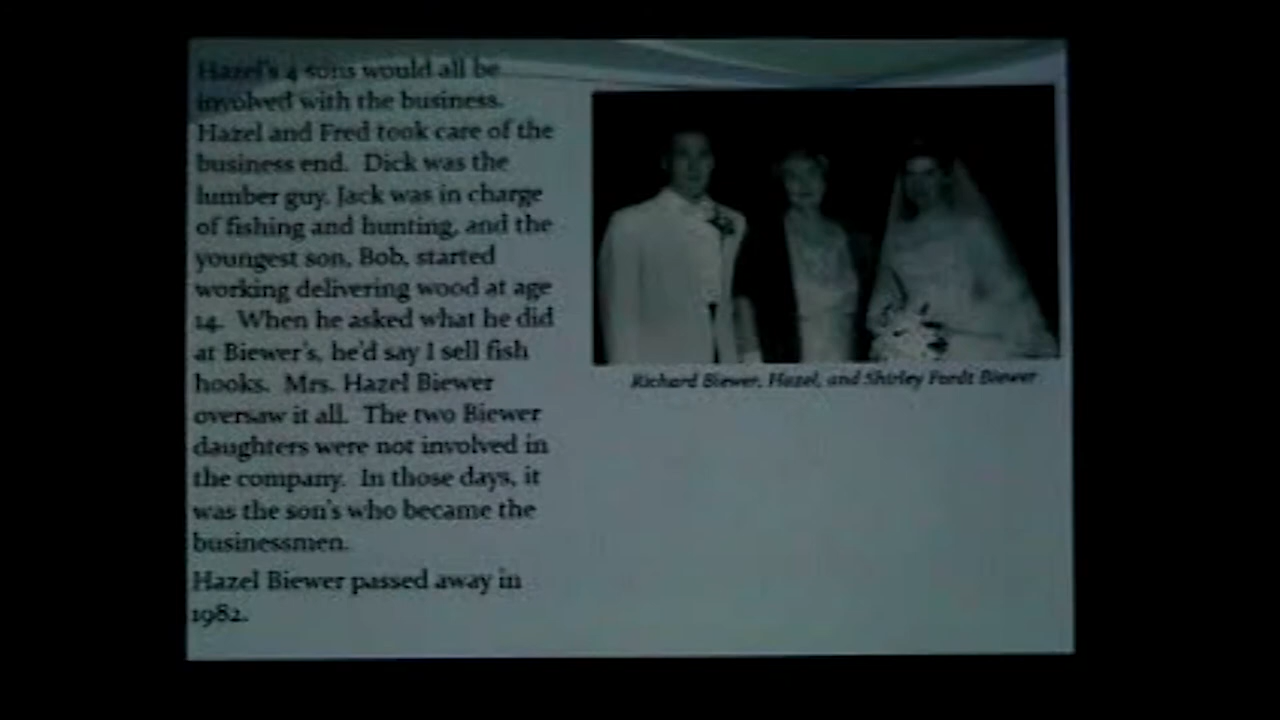 Hazel's 4 sons would all be
involved with the business.
Hazel and Fred took care of the
business end. Dick was the
lumber guy. Jack was in charge
of fishing and hunting, and the
youngest son, Bob, started
working delivering wood at age
14. When he asked what he did
at Biewer's, he'd say I sell fish
hooks. Mrs. Hazel Biewer
oversaw it all. The two Biewer
daughters were not involved in
the company. In those days, it
was the son's who became the
businessmen.
Hazel Biewer passed away in
1982.
Richard Biewer, Hazel, and Shirley Fordt Biewer